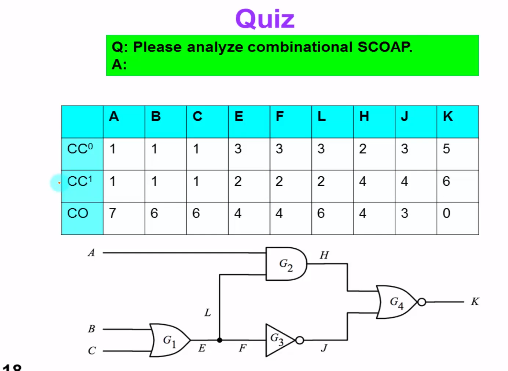 Quiz
Q: Please analyze combinational SCOAP.
A:
A B C E F L H J K
CC⁰ 1 1 1 3 3 3 2 3 5
CC¹ 1 1 1 2 2 2 4 4 6
CO 7 6 6 4 4 6 4 3 0
A
G₂
H
L
G₄
K
B
C
G₁
E
F
G₃
J
18